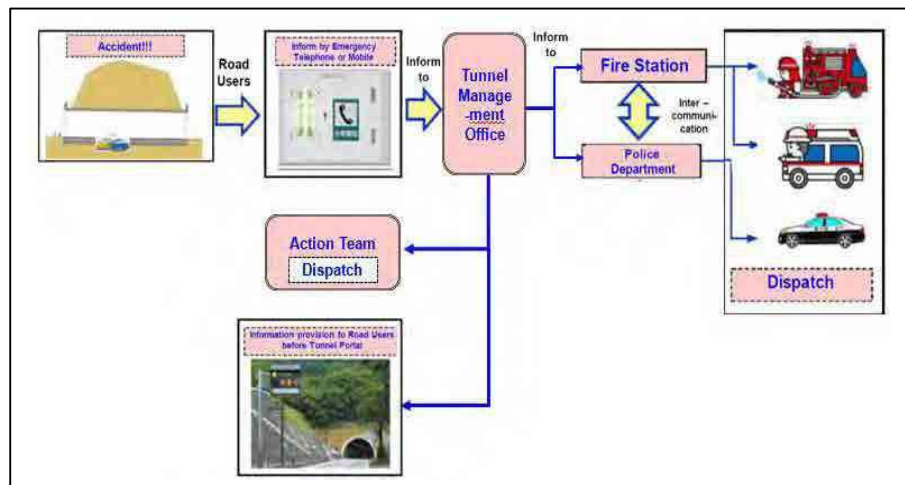 Accident!!!
Road
Users
Inform by Emergency
Telephone or Mobile
Inform
to
Tunnel
Manage
-ment
Office
Inform
to
Fire Station
Inter –
communi-
cation
Police
Department
Dispatch
Action Team
Dispatch
Information provision to Road Users
before Tunnel Portal